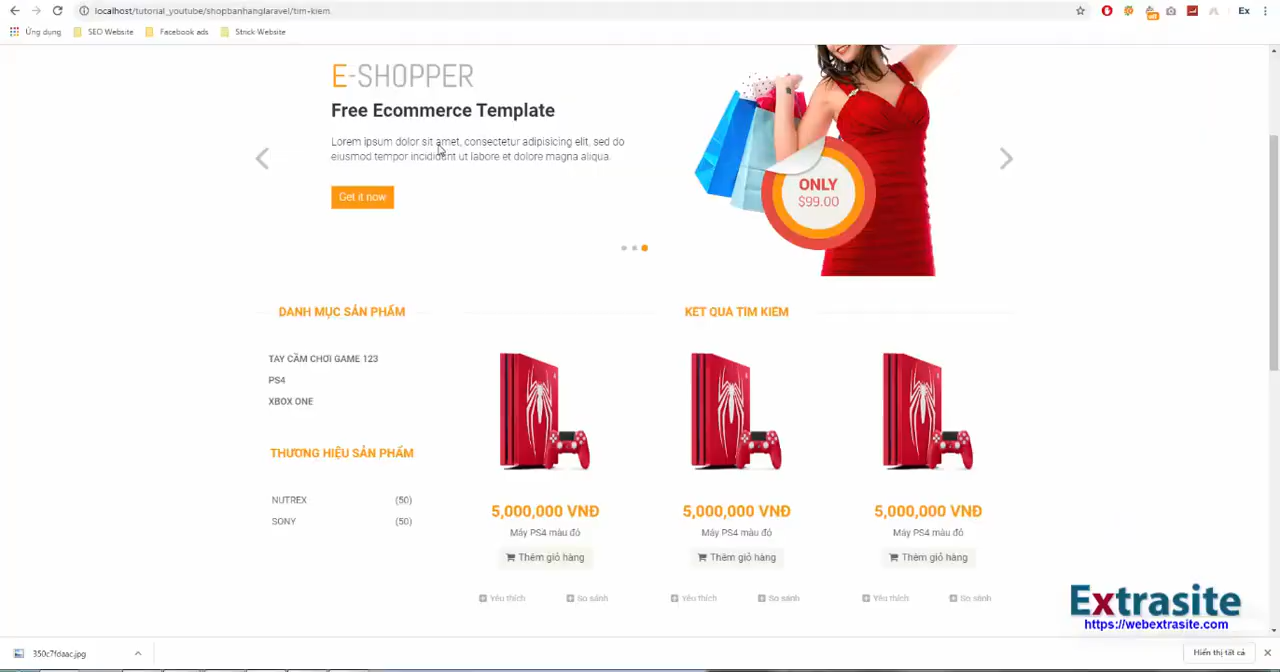 localhost/tutorial_youtube/shopbanhanglaravel/tim-kiem
Ex
Ứng dụng
SEO Website
Facebook ads
Stock Website
off
E-SHOPPER
Free Ecommerce Template
Lorem ipsum dolor sit amet, consectetur adipisicing elit, sed do
eiusmod tempor incididunt ut labore et dolore magna aliqua.
Get it now
ONLY
$99.00
DANH MỤC SẢN PHẨM
KẾT QUẢ TÌM KIẾM
TAY CẦM CHƠI GAME 123
PS4
XBOX ONE
THƯƠNG HIỆU SẢN PHẨM
NUTREX (50)
SONY (50)
5,000,000 VNĐ 5,000,000 VNĐ 5,000,000 VNĐ
Máy PS4 màu đỏ Máy PS4 màu đỏ Máy PS4 màu đỏ
Thêm giỏ hàng Thêm giỏ hàng Thêm giỏ hàng
Yêu thích So sánh Yêu thích So sánh Yêu thích So sánh
Extrasite
https://webextrasite.com
350c7fdaac.jpg
Hiển thị tất cả